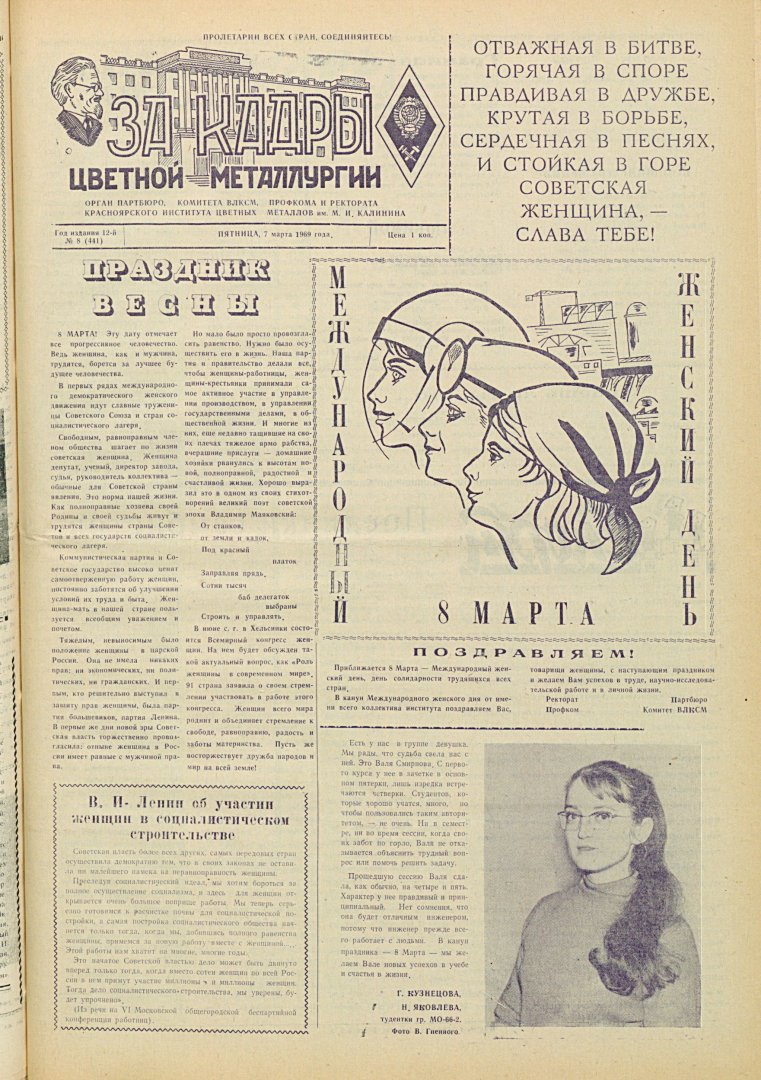 ПРОЛЕТАРИИ ВСЕХ СТРАН, СОЕДИНЯЙТЕСЬ!
ЗА КАДРЫ
ЦВЕТНОЙ МЕТАЛЛУРГИИ
ОРГАН ПАРТБЮРО, КОМИТЕТА ВЛКСМ, ПРОФКОМА И РЕКТОРАТА
КРАСНОЯРСКОГО ИНСТИТУТА ЦВЕТНЫХ МЕТАЛЛОВ им. М. И. КАЛИНИНА
Год издания 12-й
№ 8 (441)
ПЯТНИЦА, 7 марта 1969 года.
Цена 1 коп.
ОТВАЖНАЯ В БИТВЕ,
ГОРЯЧАЯ В СПОРЕ
ПРАВДИВАЯ В ДРУЖБЕ,
КРУТАЯ В БОРЬБЕ,
СЕРДЕЧНАЯ В ПЕСНЯХ,
И СТОЙКАЯ В ГОРЕ
СОВЕТСКАЯ
ЖЕНЩИНА, —
СЛАВА ТЕБЕ!
ПРАЗДНИК
ВЕСНЫ
8 МАРТА! Эту дату отмечает
все прогрессивное человечество.
Ведь женщина, как и мужчина,
трудится, борется за лучшее бу-
дущее человечества.
В первых рядах международно-
го демократического женского
движения идут славные тружени-
цы Советского Союза и стран со-
циалистического лагеря.
Свободным, равноправным чле-
ном общества шагает по жизни
советская женщина. Женщина
депутат, ученый, директор завода,
судья, руководитель коллектива —
обычные для Советской страны
явления. Это норма нашей жизни.
Как полноправные хозяева своей
Родины и своей судьбы живут и
трудятся женщины страны Сове-
тов и всех государств социалисти-
ческого лагеря.
Коммунистическая партия и Со-
ветское государство высоко ценят
самоотверженную работу женщин,
постоянно заботятся об улучшении
условий их труда и быта. Женщи-
на-мать в нашей стране поль-
зуется всеобщим уважением и
почетом.
Тяжелым, невыносимым было
положение женщины в царской
России. Она не имела никаких
прав: ни экономических, ни поли-
тических, ни гражданских. И пер-
вым, кто решительно выступил в
защиту прав женщины, была пар-
тия большевиков, партия Ленина.
В первые же дни новой эры Совет-
ская власть торжественно провоз-
гласила: отныне женщина в Рос-
сии имеет равные с мужчиной пра-
ва.
Но мало было просто провозгла-
сить равенство. Нужно было осу-
ществить его в жизни. Наша пар-
тия и правительство делали все,
чтобы женщины-работницы, жен-
щины-крестьянки принимали са-
мое активное участие в управле-
нии производством, в управлении
государственными делами, в об-
щественной жизни. И многие из
них, еще недавно тащившие на сво-
их плечах тяжелое ярмо рабства,
вчерашние прислуги — домашние
хозяйки рванулись к высотам но-
вой, полноправной, радостной и
счастливой жизни. Хорошо выра-
зил это в одном из своих стихот-
ворений великий поэт советской
эпохи Владимир Маяковский:
От станков,
от земли и кадок,
Под красный
платок
Заправляя прядь,
Сотни тысяч
баб делегаток
выбраны
Строить и управлять.
В июне с. г. в Хельсинки состо-
ится Всемирный конгресс жен-
щин. На нем будет обсужден та-
кой актуальный вопрос, как «Роль
женщины в современном мире».
91 страна заявила о своем стрем-
лении участвовать в работе этого
конгресса. Женщин всего мира
роднит и объединяет стремление к
свободе, равноправию, радость и
заботы материнства. Пусть же
восторжествует дружба народов и
мир на всей земле!
МЕЖДУНАРОДНЫЙ
ЖЕНСКИЙ ДЕНЬ
8 МАРТА
ПОЗДРАВЛЯЕМ!
Приближается 8 Марта — Международный жен-
ский день, день солидарности трудящихся всех
стран.
В канун Международного женского дня от име-
ни всего коллектива института поздравляем Вас,
товарищи женщины, с наступающим праздником
и желаем Вам успехов в труде, научно-исследова-
тельской работе и в личной жизни.
Ректорат Партбюро
Профком Комитет ВЛКСМ
В. И. Ленин об участии
женщин в социалистическом
строительстве
Советская власть более всех других, самых передовых стран
осуществила демократию тем, что в своих законах не остави-
ла ни малейшего намека на неравноправность женщины.
Преследуя социалистический идеал, мы хотим бороться за
полное осуществление социализма, и здесь для женщин от-
крывается очень большое поприще работы. Мы теперь серь-
езно готовимся к расчистке почвы для социалистической по-
стройки, а самая постройка социалистического общества нач-
нется только тогда, когда мы, добившись полного равенства
женщины, примемся за новую работу вместе с женщиной...
Этой работы нам хватит на многие, многие годы.
Это начатое Советской властью дело может быть двинуто
вперед только тогда, когда вместо сотен женщин во всей Рос-
сии в нем примут участие миллионы и миллионы женщин.
Тогда дело социалистического строительства, мы уверены, бу-
дет упрочено.
(Из речи на VI Московской общегородской беспартийной
конференции работниц).
Есть у нас в группе девушка.
Мы рады, что судьба свела нас с
ней. Это Валя Смирнова. С перво-
го курса у нее в зачетке в основ-
ном пятерки, лишь изредка встре-
чаются четверки. Студентов, ко-
торые хорошо учатся, много, но
чтобы пользовались таким автори-
тетом, — не очень. Ни в семест-
ре, ни во время сессии, когда сво-
их забот по горло, Валя не отка-
зывается объяснить трудный воп-
рос или помочь решить задачу.
Прошедшую сессию Валя сда-
ла, как обычно, на четыре и пять.
Характер у нее правдивый и прин-
ципиальный. Нет сомнения, что
она будет отличным инженером,
потому что инженер прежде все-
го работает с людьми. В канун
праздника — 8 Марта — мы же-
лаем Вале новых успехов в учебе
и счастья в жизни.
Г. КУЗНЕЦОВА,
Н. ЯКОВЛЕВА,
тудентки гр. МО-66-2.
Фото В. Гиенного.